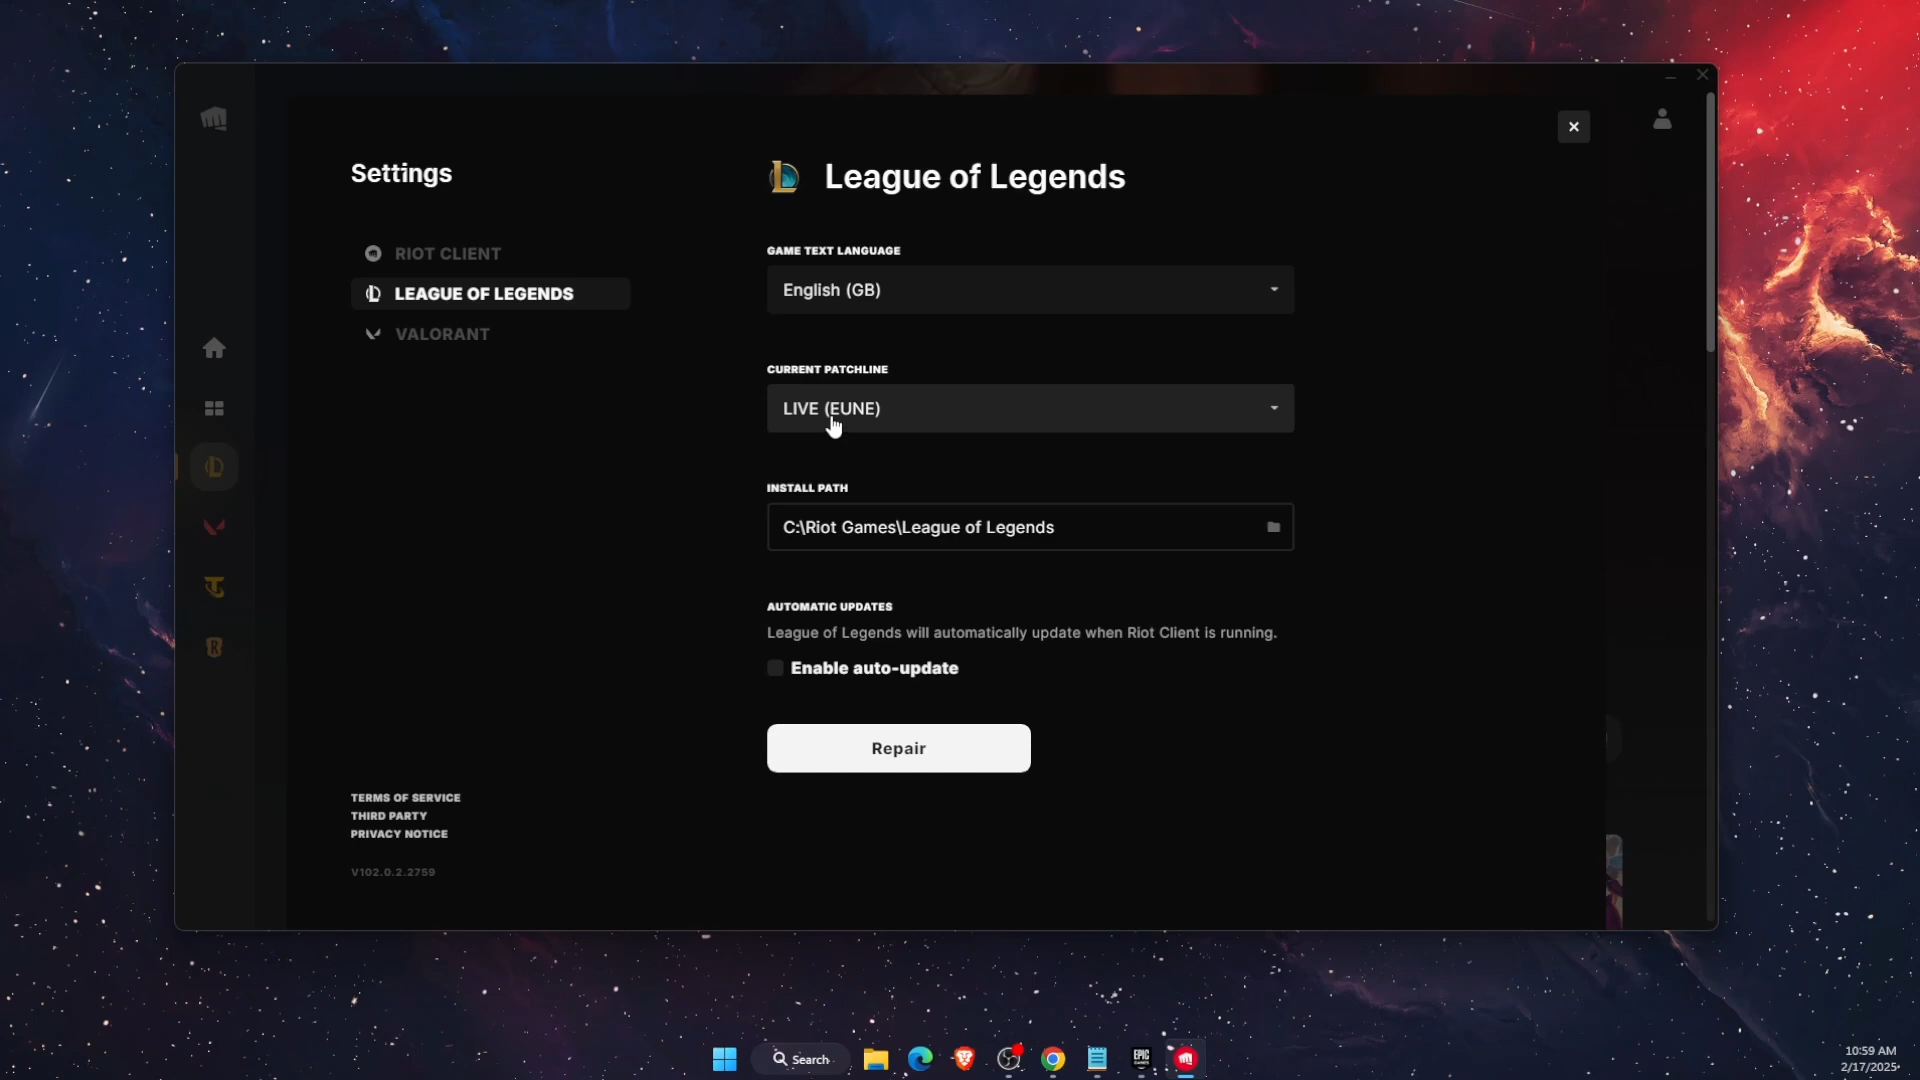 Settings
RIOT CLIENT
LEAGUE OF LEGENDS
VALORANT
TERMS OF SERVICE
THIRD PARTY
PRIVACY NOTICE
V102.0.2.2759
League of Legends
GAME TEXT LANGUAGE
English (GB)
CURRENT PATCHLINE
LIVE (EUNE)
INSTALL PATH
C:\Riot Games\League of Legends
AUTOMATIC UPDATES
League of Legends will automatically update when Riot Client is running.
Enable auto-update
Repair
Search
EPIC
GAMES
10:59 AM
2/17/2025